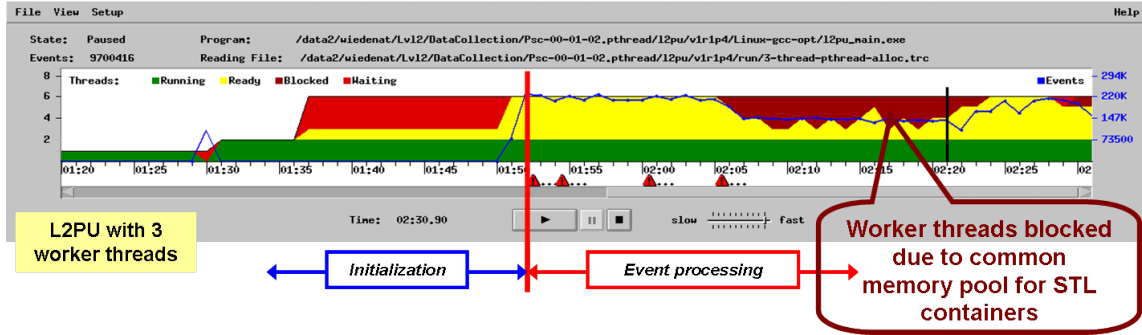 File View Setup Help
State: Paused Program: /data2/wiedenat/Lvl2/DataCollection/Psc-00-01-02.pthread/l2pu/v1r1p4/Linux-gcc-opt/l2pu_main.exe
Events: 9700416 Reading File: /data2/wiedenat/Lvl2/DataCollection/Psc-00-01-02.pthread/l2pu/v1r1p4/run/3-thread-pthread-alloc.trc
8 Threads: Running Ready Blocked Waiting Events 294K
6 220K
4 147K
2 73500
01:20 01:25 01:30 01:35 01:40 01:45 01:50 01:55 02:00 02:05 02:10 02:15 02:20 02:25 02
... ... ... ...
Time: 02:30.90 slow fast
L2PU with 3
worker threads
Initialization
Event processing
Worker threads blocked
due to common
memory pool for STL
containers